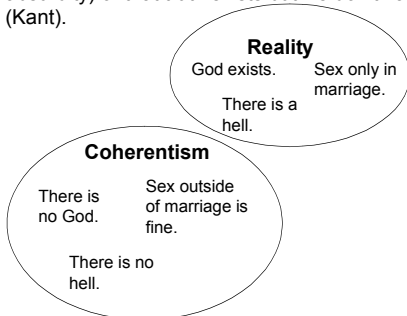 absurdity,
(Kant).
Reality
God exists.
Sex only in
marriage.
There is a
hell.
Coherentism
There is
no God.
Sex outside
of marriage is
fine.
There is no
hell.